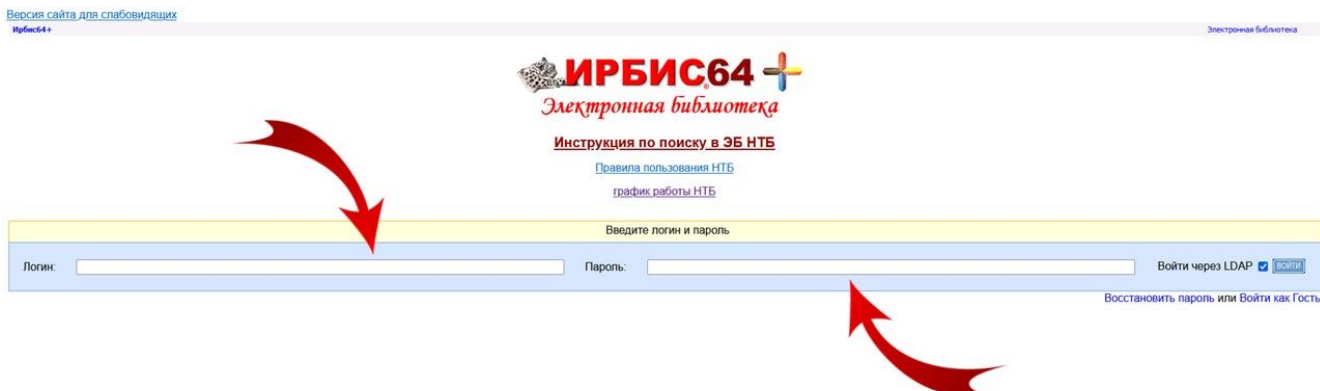 Версия сайта для слабовидящих
Ирбис64+ Электронная библиотека
ИРБИС64+
Электронная библиотека
Инструкция по поиску в ЭБ НТБ
Правила пользования НТБ
график работы НТБ
Введите логин и пароль
Логин: Пароль: Войти через LDAP ВОЙТИ
Восстановить пароль или Войти как Гость